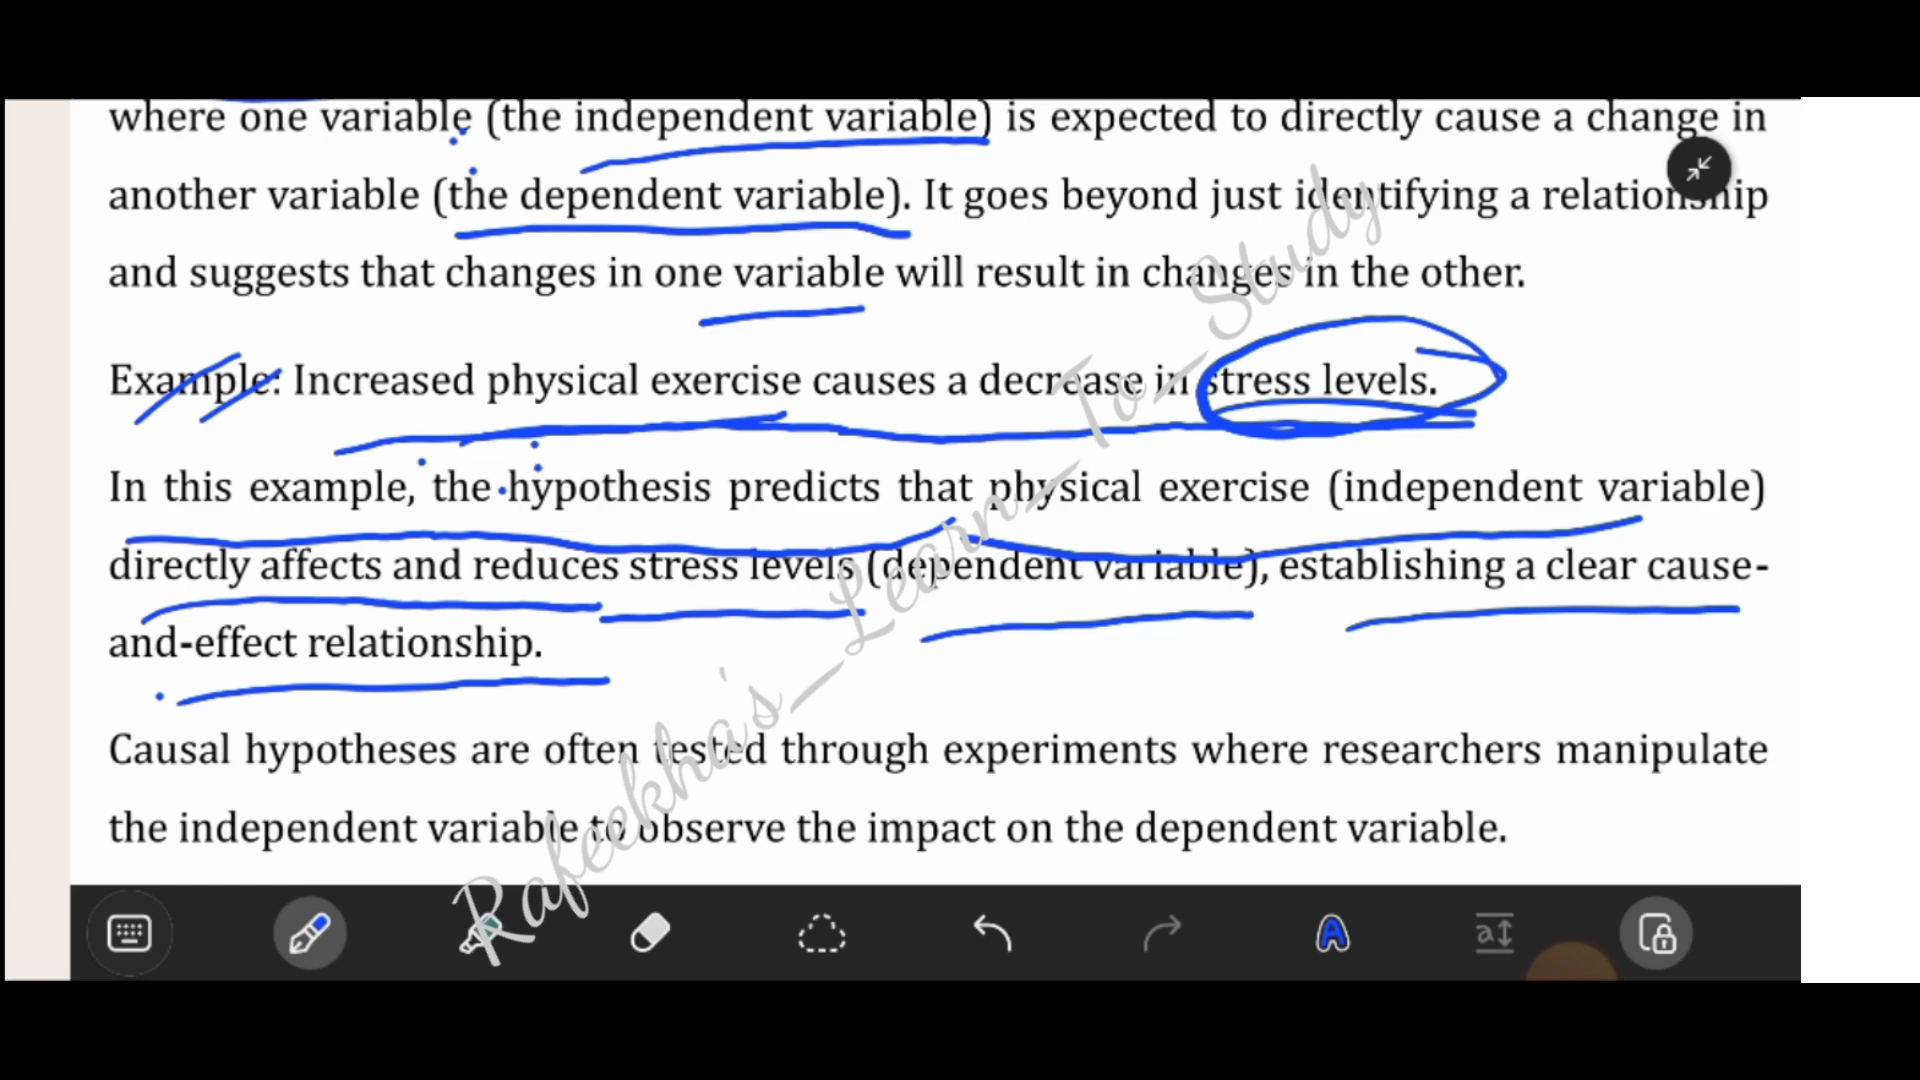 where one variable (the independent variable) is expected to directly cause a change in
another variable (the dependent variable). It goes beyond just identifying a relationship
and suggests that changes in one variable will result in changes in the other.
Example: Increased physical exercise causes a decrease in stress levels.
In this example, the hypothesis predicts that physical exercise (independent variable)
directly affects and reduces stress levels (dependent variable), establishing a clear cause-
and-effect relationship.
Causal hypotheses are often tested through experiments where researchers manipulate
the independent variable to observe the impact on the dependent variable.
Rafeekha's_Learn_To_Study
A
a